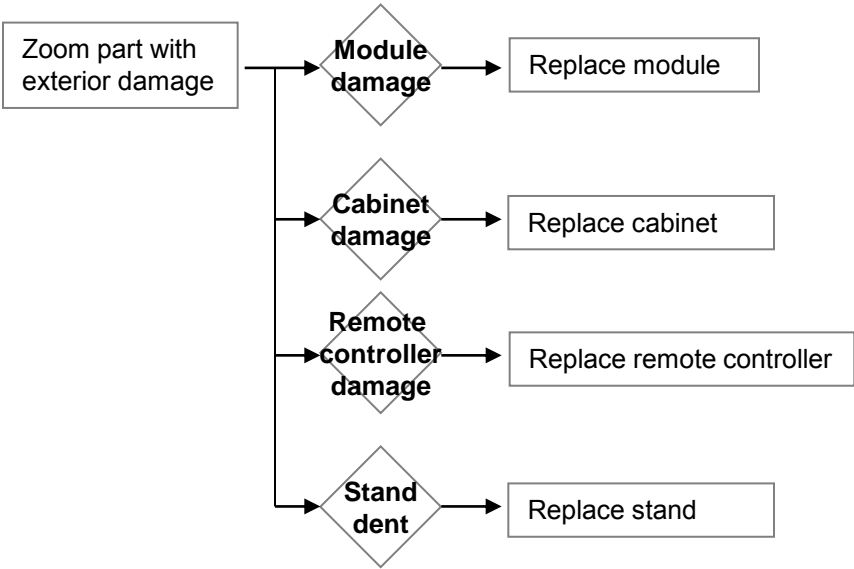 Zoom part with
exterior damage
Module
damage
Replace module
Cabinet
damage
Replace cabinet
Remote
controller
damage
Replace remote controller
Stand
dent
Replace stand